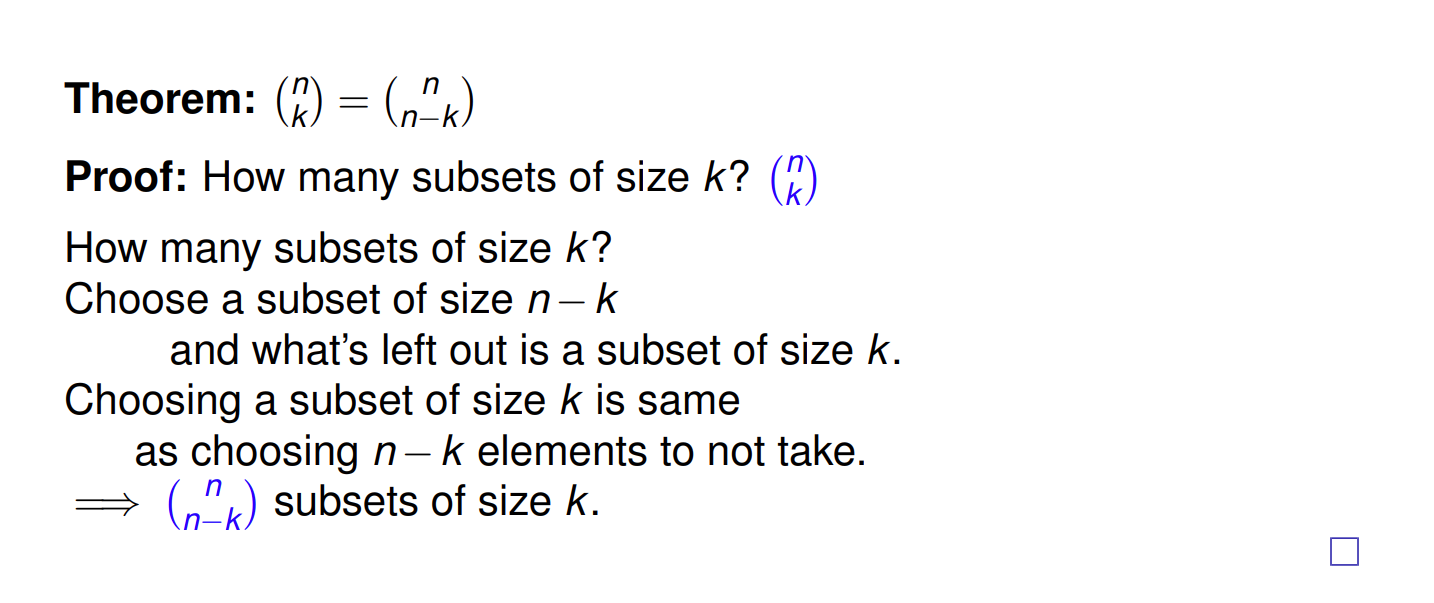 Theorem: $\binom{n}{k} = \binom{n}{n-k}$
Proof: How many subsets of size k? $\binom{n}{k}$
How many subsets of size k?
Choose a subset of size n − k
and what’s left out is a subset of size k.
Choosing a subset of size k is same
as choosing n − k elements to not take.
⟹ $\binom{n}{n-k}$ subsets of size k.
□